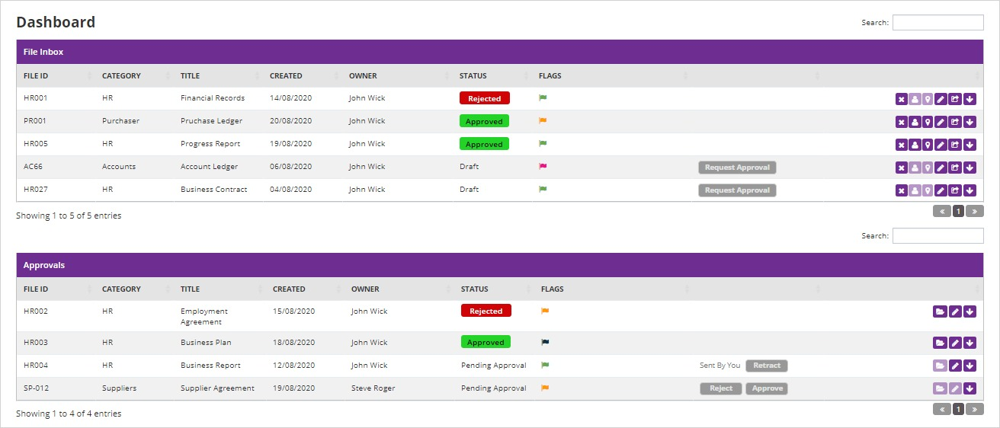 Dashboard
Search:
File Inbox
FILE ID CATEGORY TITLE CREATED OWNER STATUS FLAGS
HR001 HR Financial Records 14/08/2020 John Wick Rejected
PR001 Purchaser Pruchase Ledger 20/08/2020 John Wick Approved
HR005 HR Progress Report 19/08/2020 John Wick Approved
AC66 Accounts Account Ledger 06/08/2020 John Wick Draft Request Approval
HR027 HR Business Contract 04/08/2020 John Wick Draft Request Approval
Showing 1 to 5 of 5 entries « 1 »
Search:
Approvals
FILE ID CATEGORY TITLE CREATED OWNER STATUS FLAGS
HR002 HR Employment 15/08/2020 John Wick Rejected
Agreement
HR003 HR Business Plan 18/08/2020 John Wick Approved
HR004 HR Business Report 12/08/2020 John Wick Pending Approval Sent By You Retract
SP-012 Suppliers Supplier Agreement 19/08/2020 Steve Roger Pending Approval Reject Approve
Showing 1 to 4 of 4 entries « 1 »